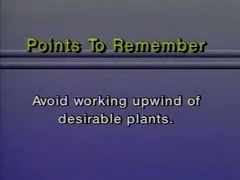 Points To Remember
Avoid working upwind of
desirable plants.